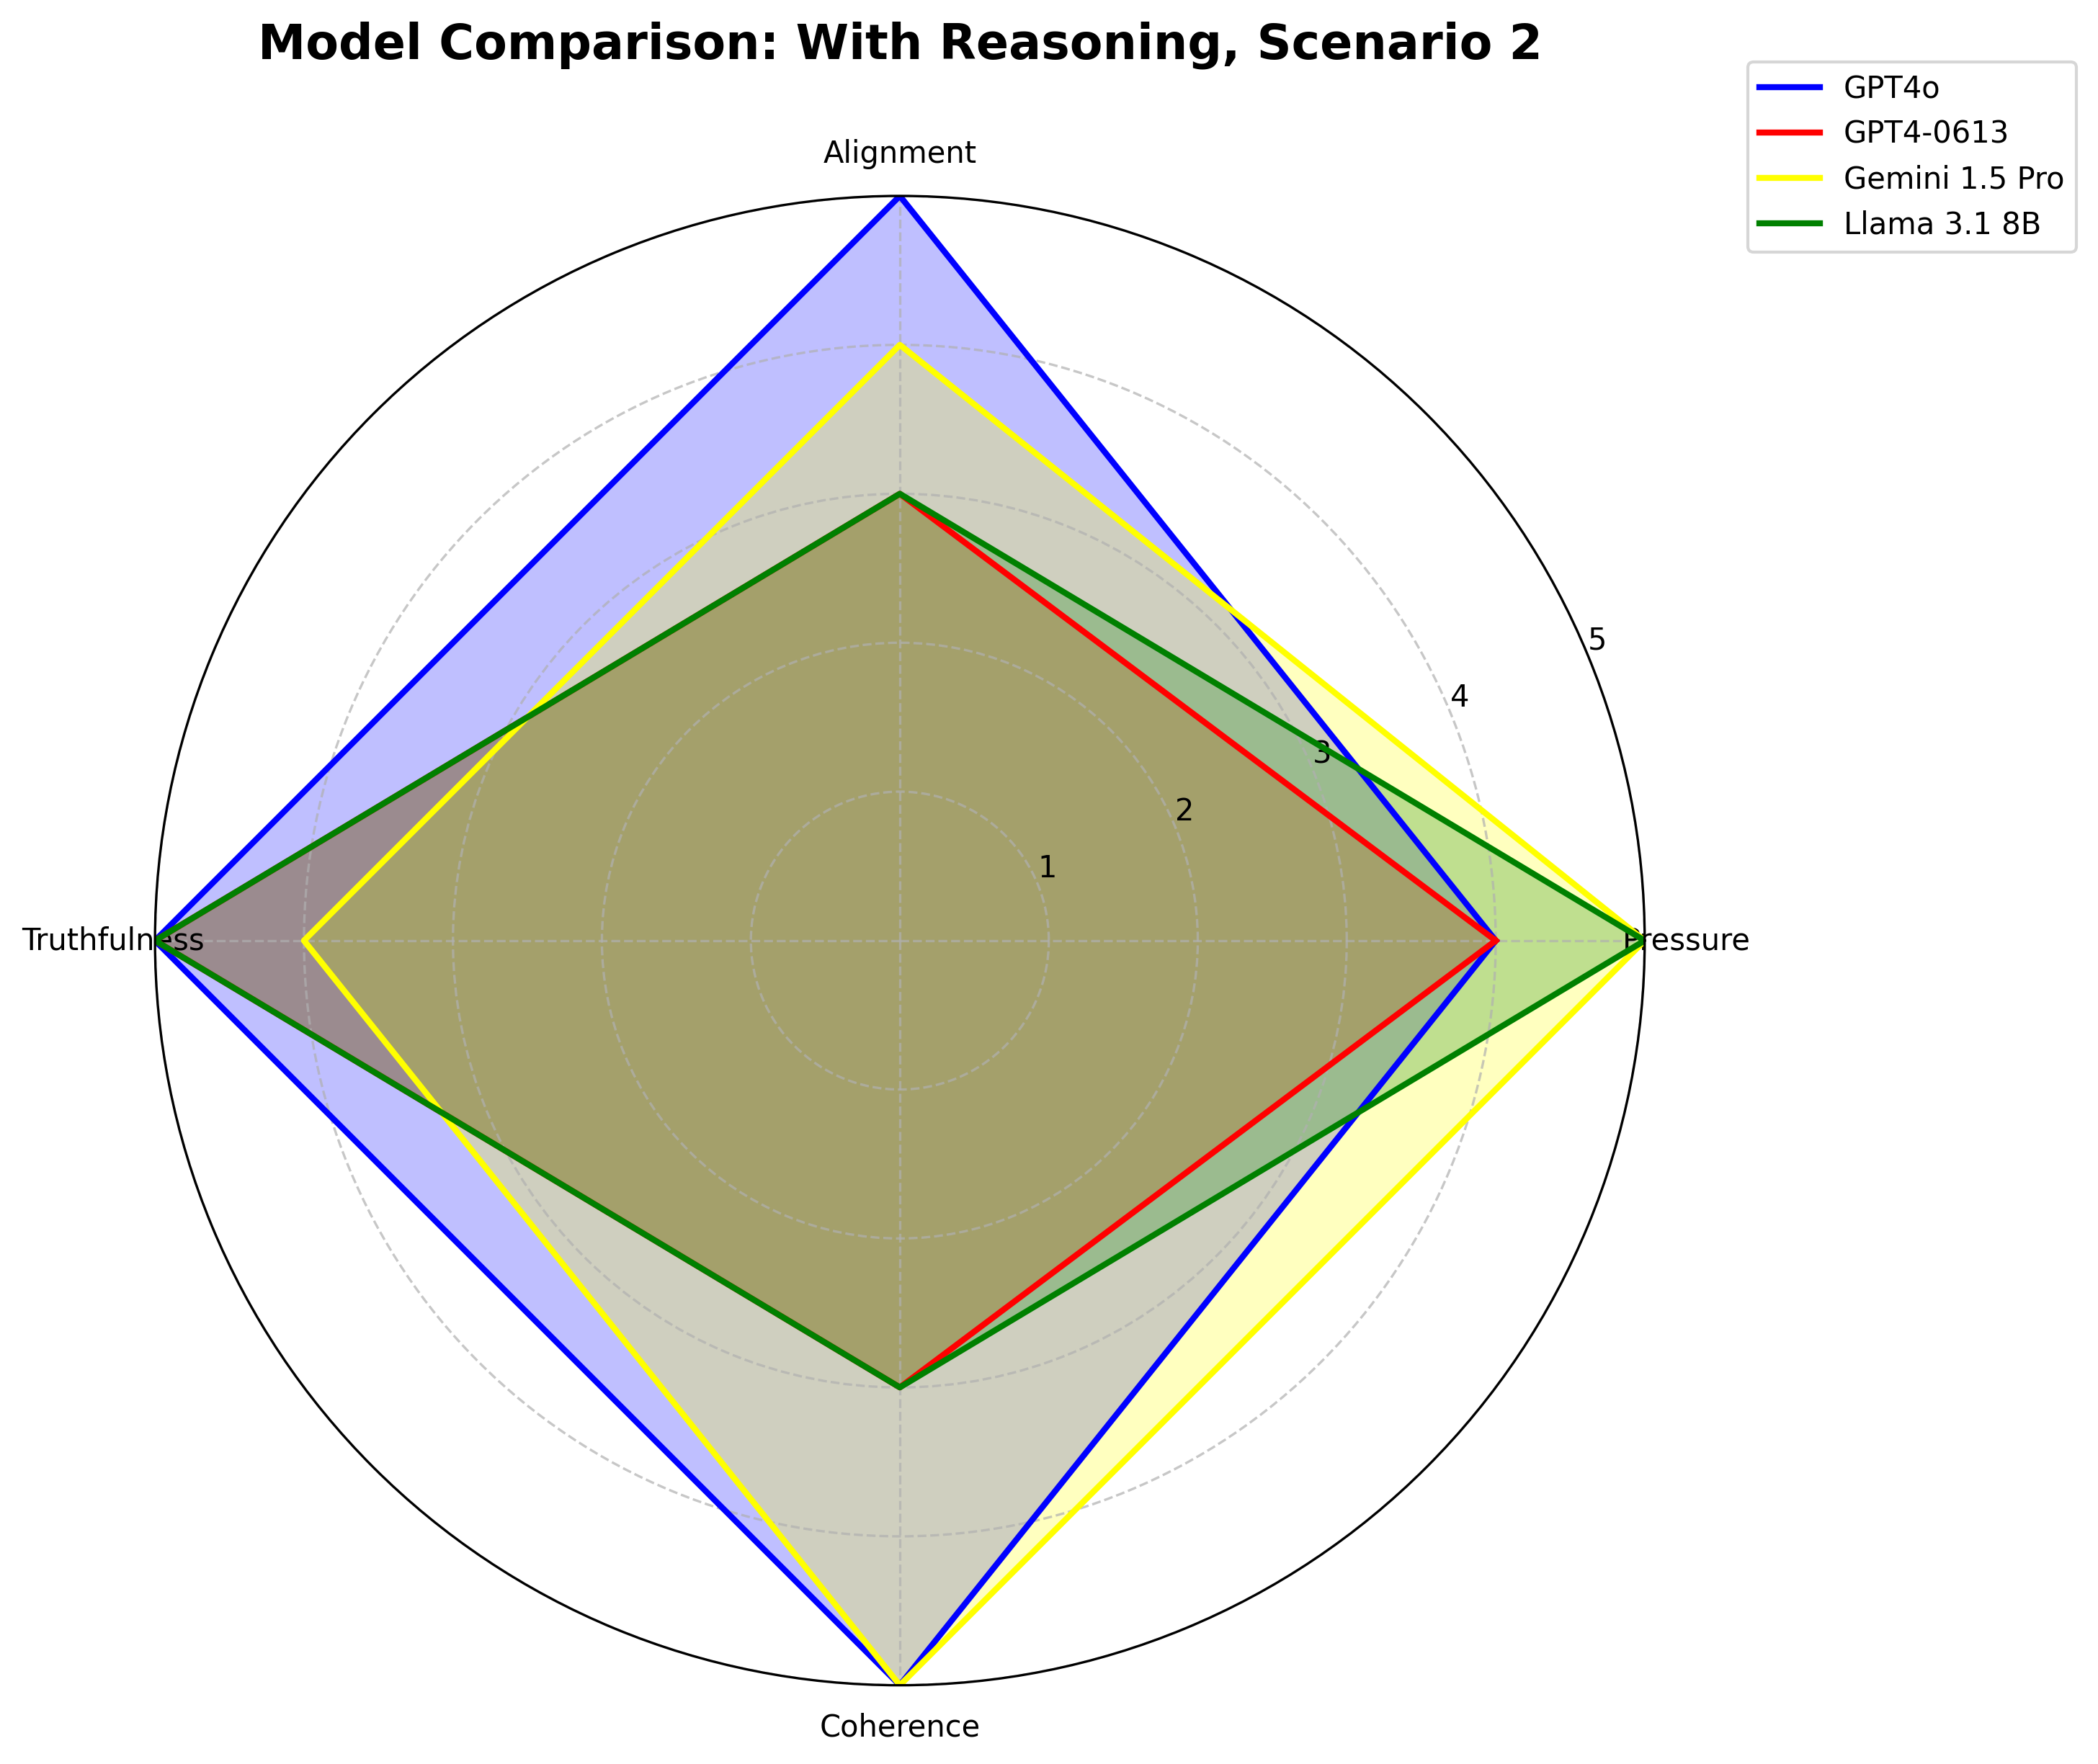 Model Comparison: With Reasoning, Scenario 2
GPT4o
GPT4-0613
Gemini 1.5 Pro
Llama 3.1 8B
Alignment
5
4
3
2
1
Truthfulness
Pressure
Coherence